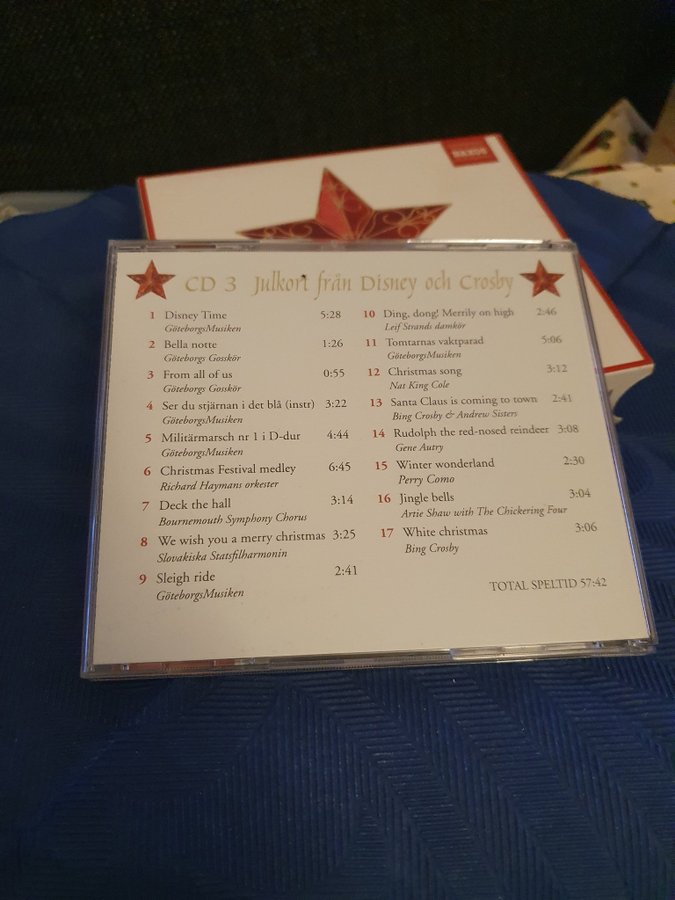 NAXOS
CD 3 Julkort från Disney och Crosby
1 Disney Time 5:28
GöteborgsMusiken
2 Bella notte 1:26
Göteborgs Gosskör
3 From all of us 0:55
Göteborgs Gosskör
4 Ser du stjärnan i det blå (instr) 3:22
GöteborgsMusiken
5 Militärmarsch nr 1 i D-dur 4:44
GöteborgsMusiken
6 Christmas Festival medley 6:45
Richard Haymans orkester
7 Deck the hall 3:14
Bournemouth Symphony Chorus
8 We wish you a merry christmas 3:25
Slovakiska Statsfilharmonin
9 Sleigh ride 2:41
GöteborgsMusiken
10 Ding, dong! Merrily on high 2:46
Leif Strands damkör
11 Tomtarnas vaktparad 5:06
GöteborgsMusiken
12 Christmas song 3:12
Nat King Cole
13 Santa Claus is coming to town 2:41
Bing Crosby & Andrew Sisters
14 Rudolph the red-nosed reindeer 3:08
Gene Autry
15 Winter wonderland 2:30
Perry Como
16 Jingle bells 3:04
Artie Shaw with The Chickering Four
17 White christmas 3:06
Bing Crosby
TOTAL SPELTID 57:42